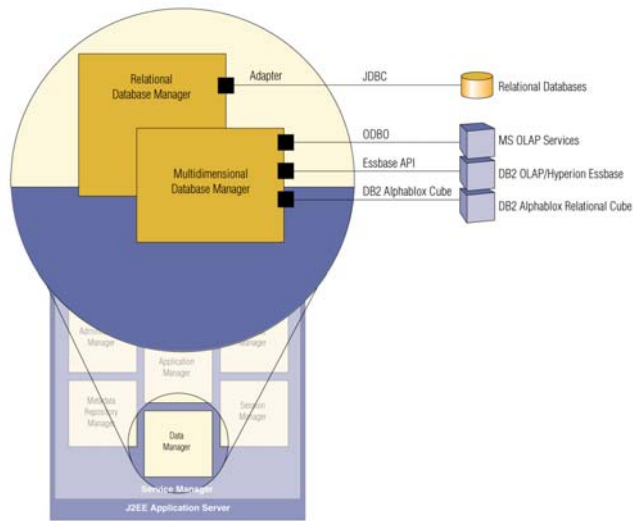 Relational
Database Manager
Adapter
JDBC
Relational Databases
ODBO
MS OLAP Services
Multidimensional
Database Manager
Essbase API
DB2 OLAP/Hyperion Essbase
DB2 Alphablox Cube
DB2 Alphablox Relational Cube
Manager
Manager
Application
Manager
Metadata
Repository
Manager
Session
Manager
Data
Manager
Service Manager
J2EE Application Server